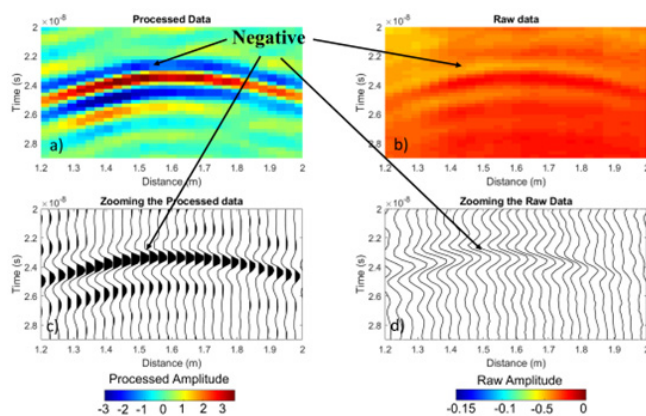 Processed Data
Raw data
×10⁻⁸
×10⁻⁸
Negative
2
2.2
2.4
2.6
2.8
Time (s)
a)
1.2 1.3 1.4 1.5 1.6 1.7 1.8 1.9 2
Distance (m)
2
2.2
2.4
2.6
2.8
Time (s)
b)
1.2 1.3 1.4 1.5 1.6 1.7 1.8 1.9 2
Distance (m)
Zooming the Processed data
Zooming the Raw Data
×10⁻⁸
×10⁻⁸
2
2.2
2.4
2.6
2.8
Time (s)
c)
1.2 1.3 1.4 1.5 1.6 1.7 1.8 1.9 2
Distance (m)
2
2.2
2.4
2.6
2.8
Time (s)
d)
1.2 1.3 1.4 1.5 1.6 1.7 1.8 1.9 2
Distance (m)
Processed Amplitude
-3 -2 -1 0 1 2 3
Raw Amplitude
-0.15 -0.1 -0.05 0